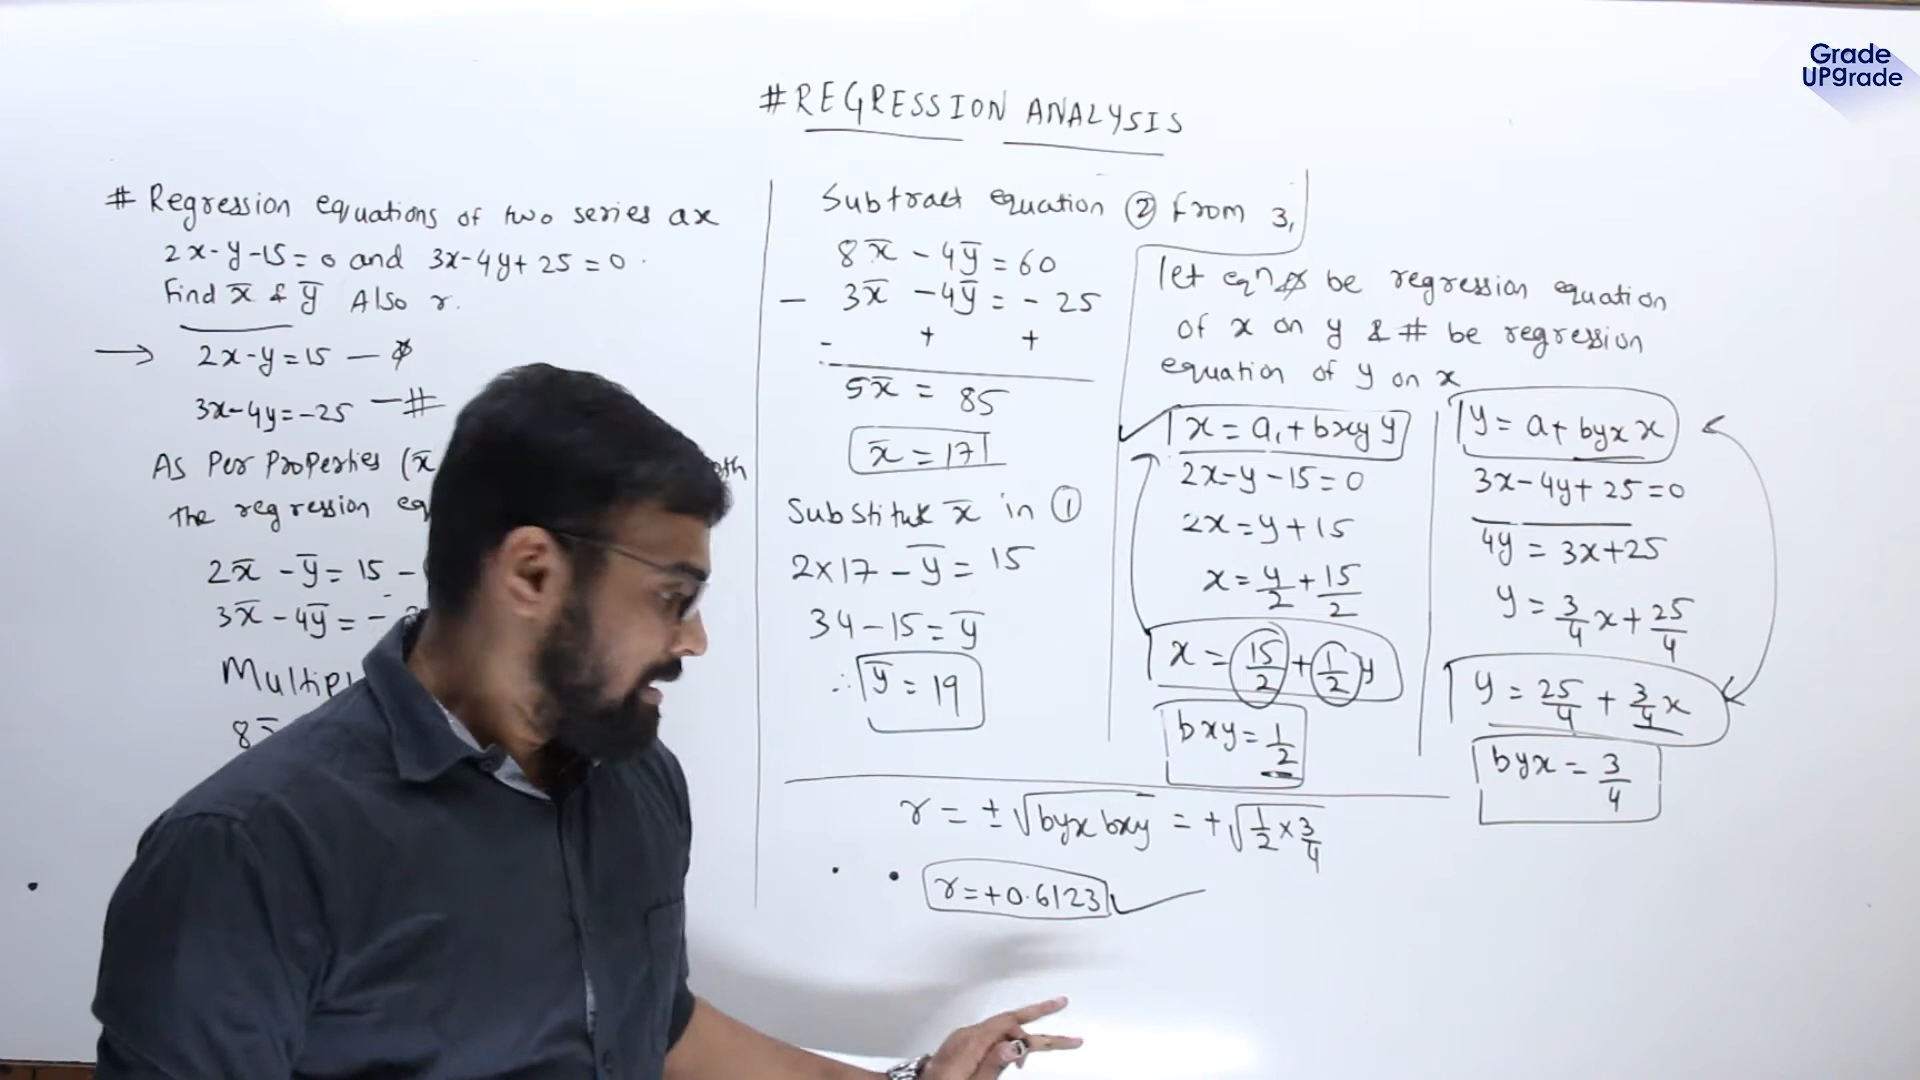 Grade
UPgrade
#REGRESSION ANALYSIS
# Regression equations of two series are
2x-y-15=0 and 3x-4y+25=0.
Find x̄ & ȳ Also r.
→ 2x-y=15 —
3x-4y=-25 — #
As Per Properties (x̄
the regression
2x̄ - ȳ = 15 -
3x̄ - 4ȳ = -
8x̄
Subtract equation ② from 3,
8x̄ - 4ȳ = 60
— 3x̄ - 4ȳ = - 25
- + +
5x̄ = 85
x̄ = 17
Substitute x̄ in ①
2x17 - ȳ = 15
34-15 = ȳ
∴ ȳ = 19
let eqⁿ be regression equation
of x on y & # be regression
equation of y on x
x = a₁ + bxy y
2x-y-15=0
2x=y+15
x = y/2 + 15/2
x = 15/2 + 1/2 y
bxy = 1/2
y = a + byx x
3x-4y+25=0
4y = 3x+25
y = 3/4 x + 25/4
y = 25/4 + 3/4 x
byx = 3/4
r = ± √byx bxy = + √1/2 × 3/4
r = +0.6123